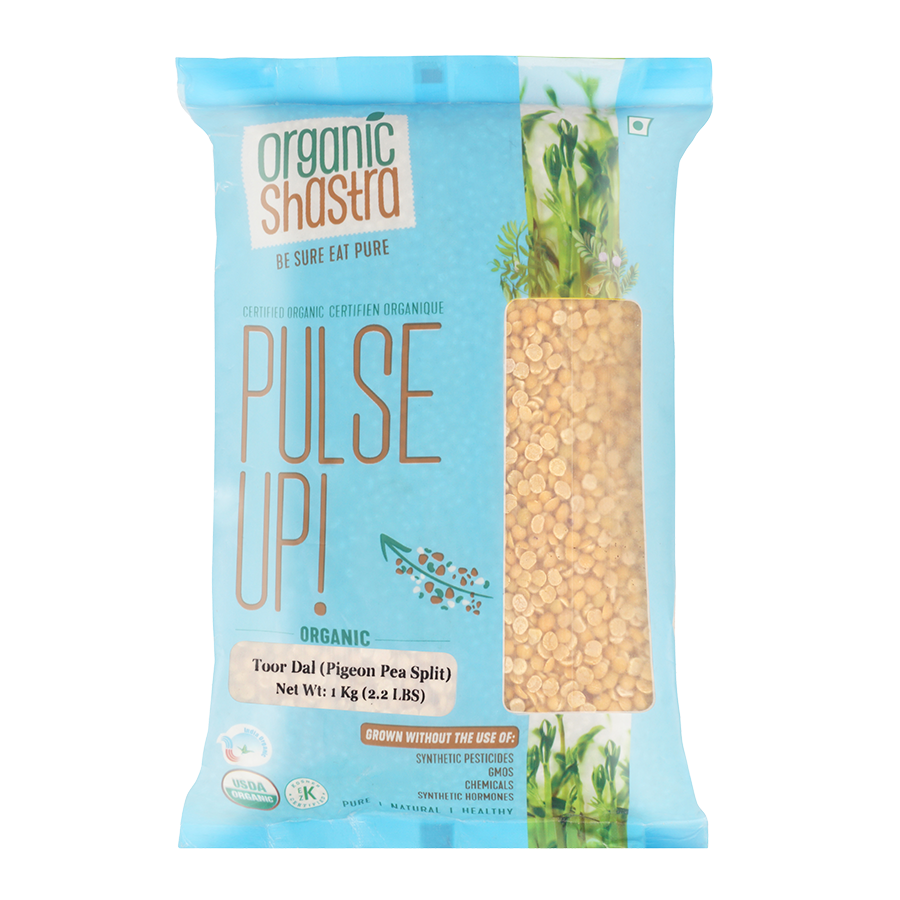 organic
shastra
BE SURE EAT PURE
CERTIFIED ORGANIC CERTIFIEN ORGANIQUE
PULSE
UP!
ORGANIC
Toor Dal (Pigeon Pea Split)
Net Wt: 1 Kg (2.2 LBS)
GROWN WITHOUT THE USE OF:
SYNTHETIC PESTICIDES
GMOS
CHEMICALS
SYNTHETIC HORMONES
USDA
ORGANIC
K
PURE | NATURAL | HEALTHY